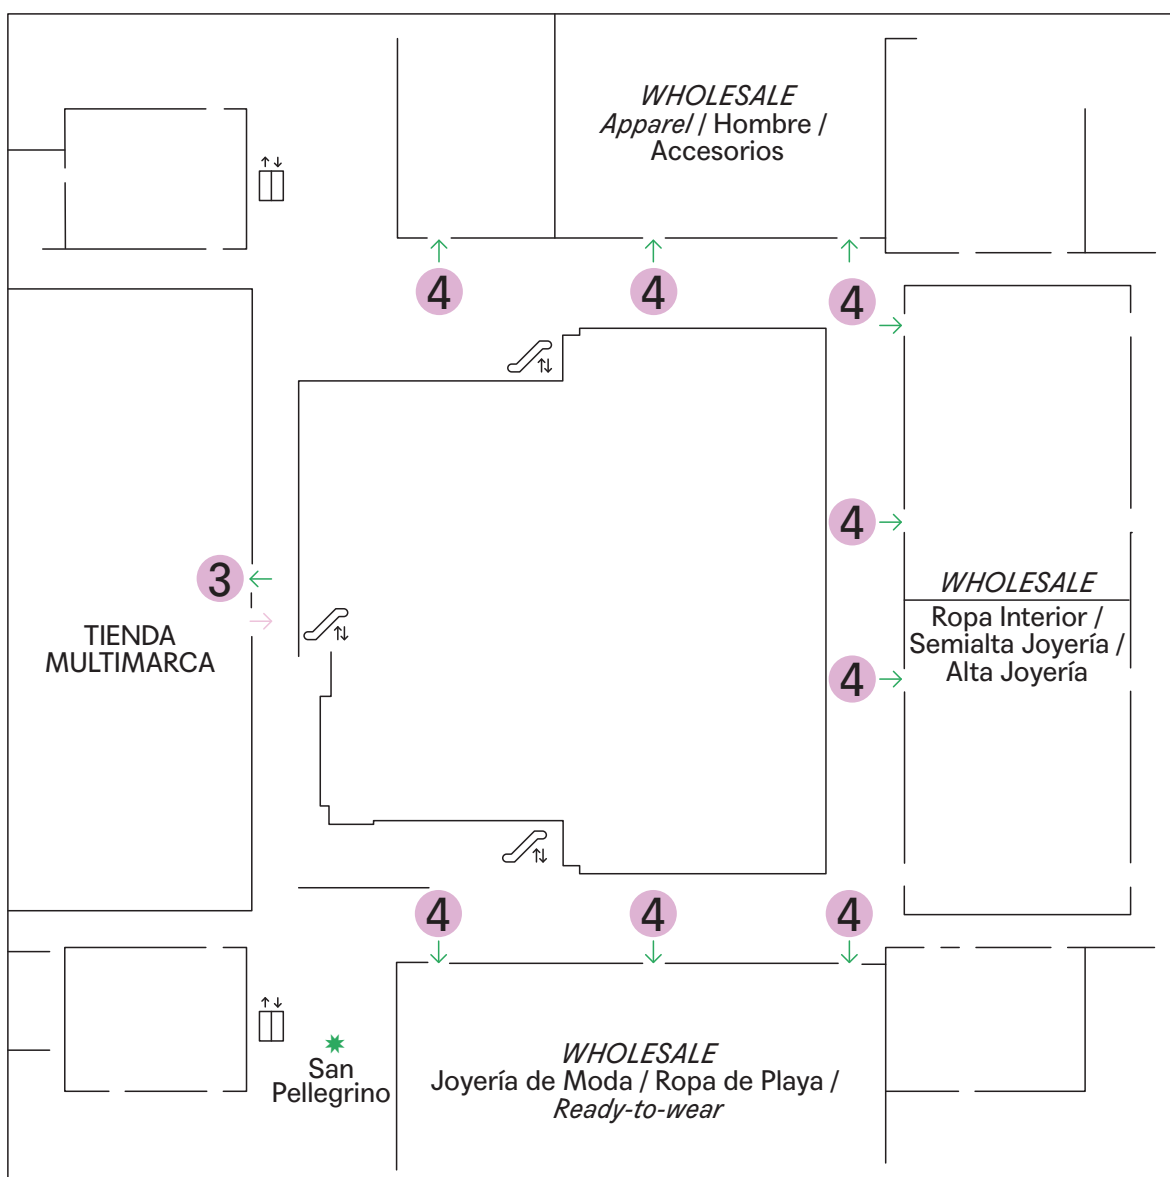 WHOLESALE
Apparel / Hombre /
Accesorios
4
4
4
4
3
4
TIENDA
MULTIMARCA
WHOLESALE
Ropa Interior /
Semialta Joyería /
Alta Joyería
4
4
4
San
Pellegrino
WHOLESALE
Joyería de Moda / Ropa de Playa /
Ready-to-wear